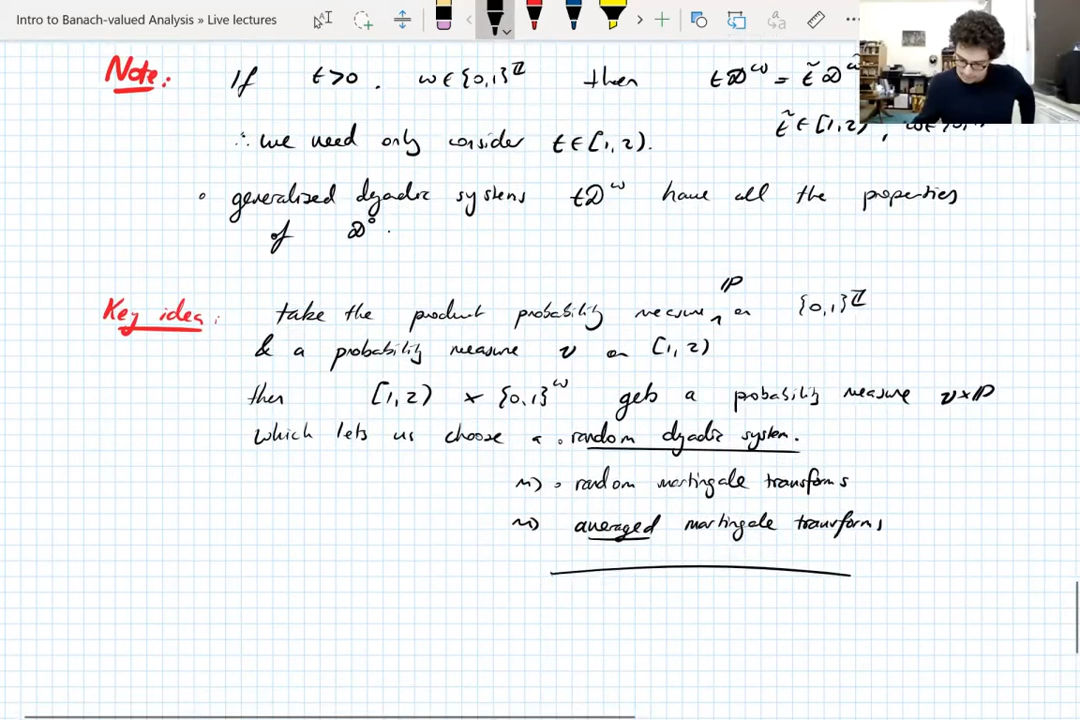 Intro to Banach-valued Analysis » Live lectures
Note: If t>0 . ω∈{0,1}^ℤ then t𝒟^ω = t̃𝒟^ω̃
t̃∈[1,2) ,
∴ we need only consider t∈[1,2).
∘ generalized dyadic systems t𝒟^ω have all the properties
of 𝒟^0.
Key idea: take the product probability measure ℙ on {0,1}^ℤ
& a probability measure ν on [1,2)
then [1,2) × {0,1}^ω gets a probability measure ν×ℙ
which lets us choose a random dyadic system.
⇝ random martingale transforms
⇝ averaged martingale transforms